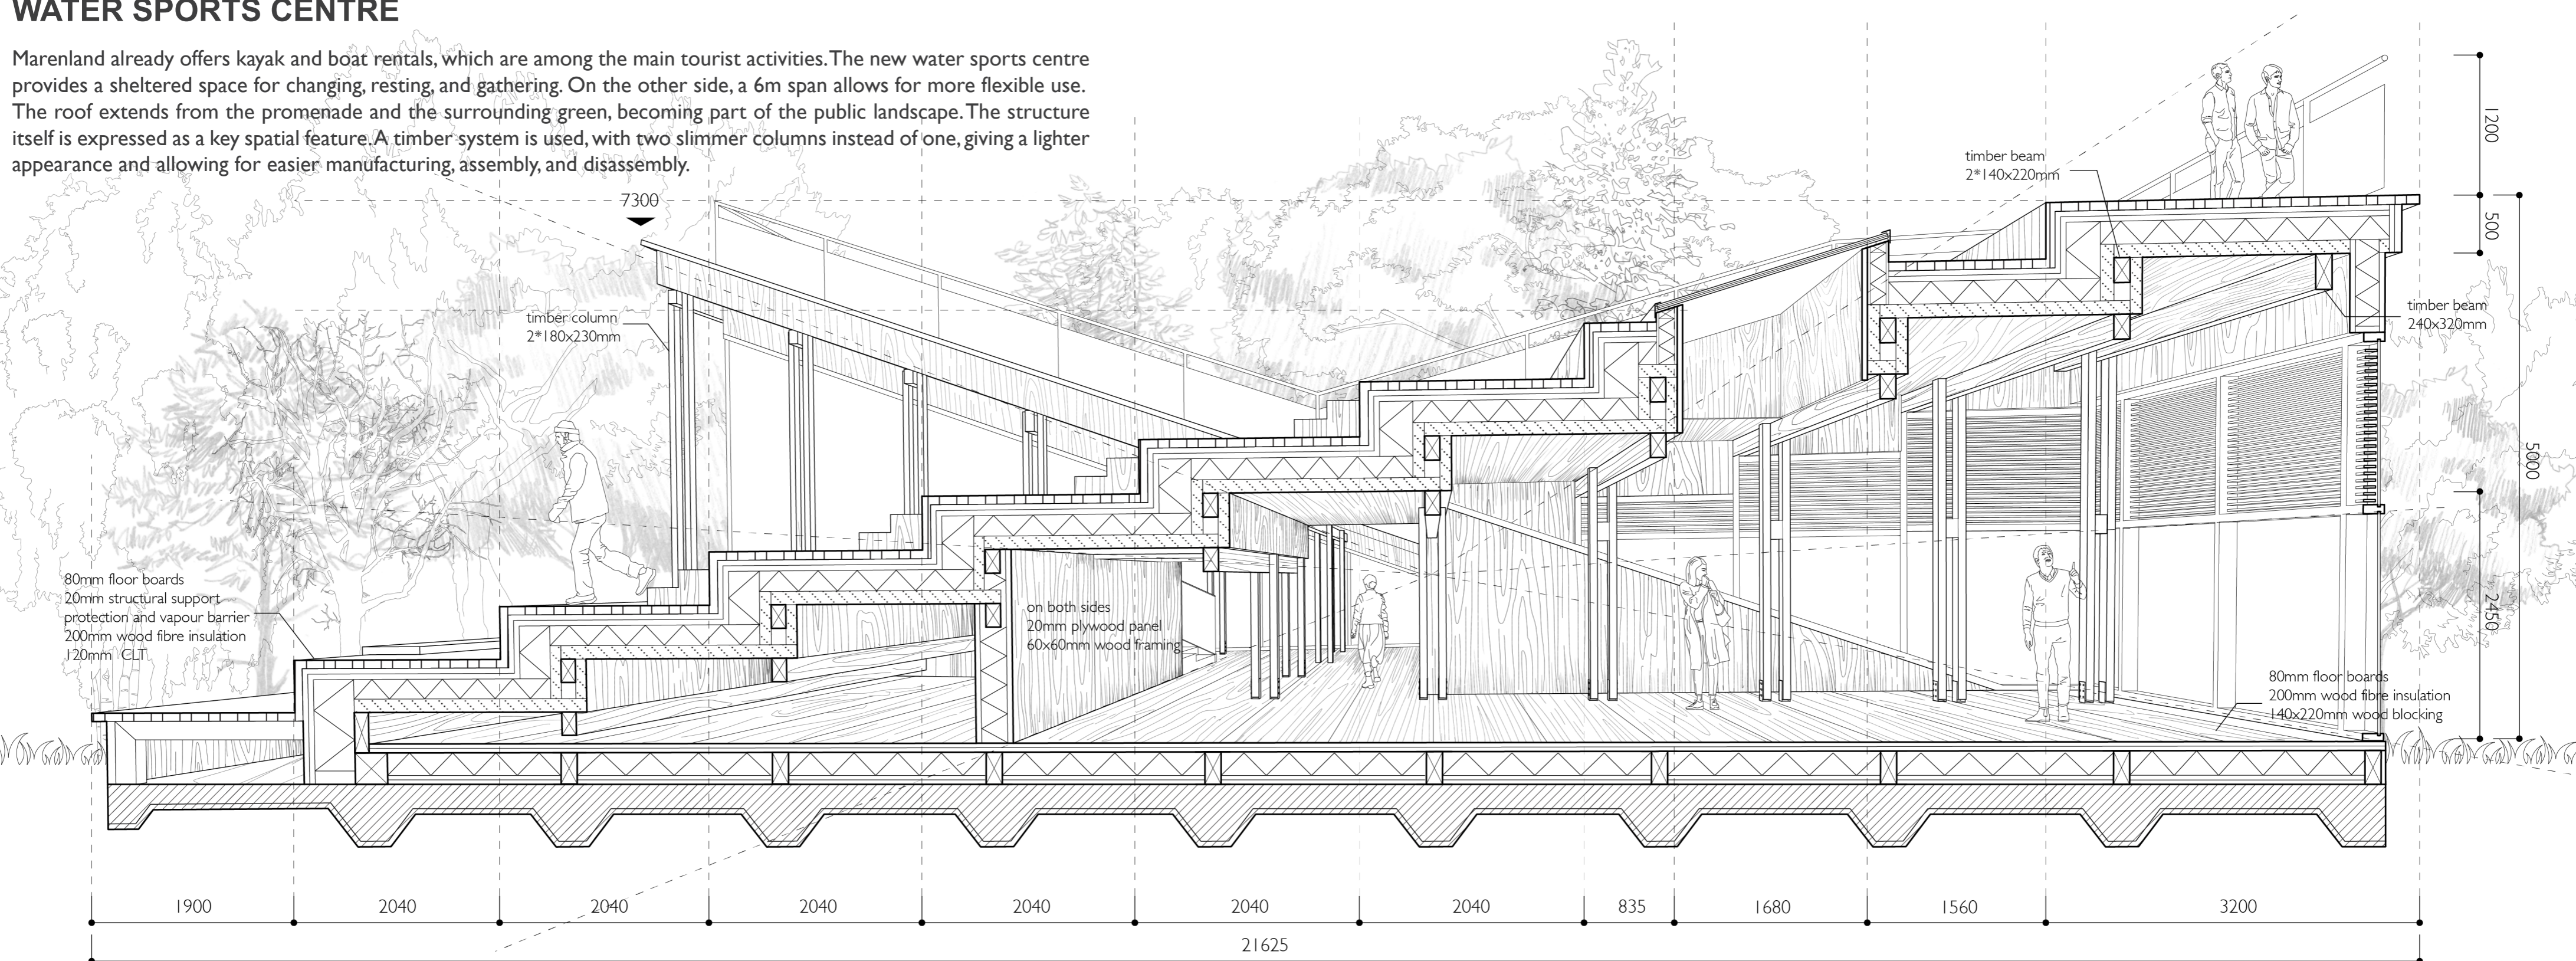 WATER SPORTS CENTRE
Marenland already offers kayak and boat rentals, which are among the main tourist activities. The new water sports centre
provides a sheltered space for changing, resting, and gathering. On the other side, a 6m span allows for more flexible use.
The roof extends from the promenade and the surrounding green, becoming part of the public landscape. The structure
itself is expressed as a key spatial feature. A timber system is used, with two slimmer columns instead of one, giving a lighter
appearance and allowing for easier manufacturing, assembly, and disassembly.
7300
timber column
2*180x230mm
timber beam
2*140x220mm
1200
500
timber beam
240x320mm
5000
2450
80mm floor boards
20mm structural support
protection and vapour barrier
200mm wood fibre insulation
120mm CLT
on both sides
20mm plywood panel
60x60mm wood framing
80mm floor boards
200mm wood fibre insulation
140x220mm wood blocking
1900 2040 2040 2040 2040 2040 2040 835 1680 1560 3200
21625